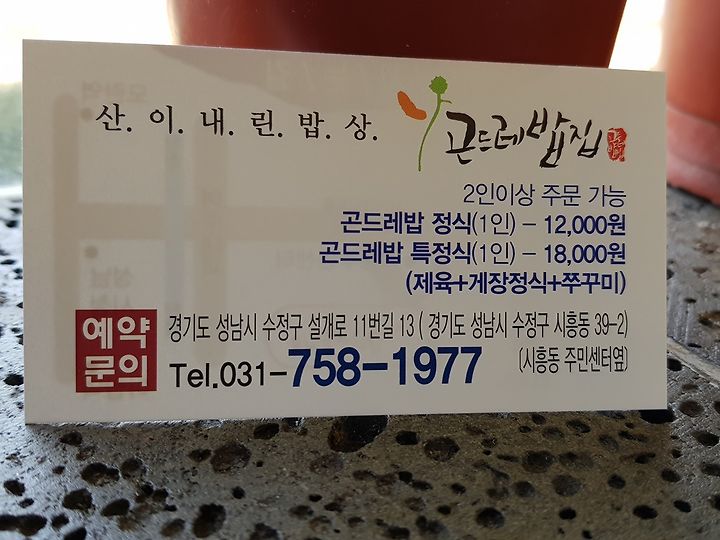 산.이.내.린.밥.상.
곤드레밥집
2인이상 주문 가능
곤드레밥 정식(1인) - 12,000원
곤드레밥 특정식(1인) - 18,000원
(제육+게장정식+쭈꾸미)
예약
문의
경기도 성남시 수정구 설개로 11번길 13 ( 경기도 성남시 수정구 시흥동 39-2)
Tel.031-758-1977
(시흥동 주민센터옆)